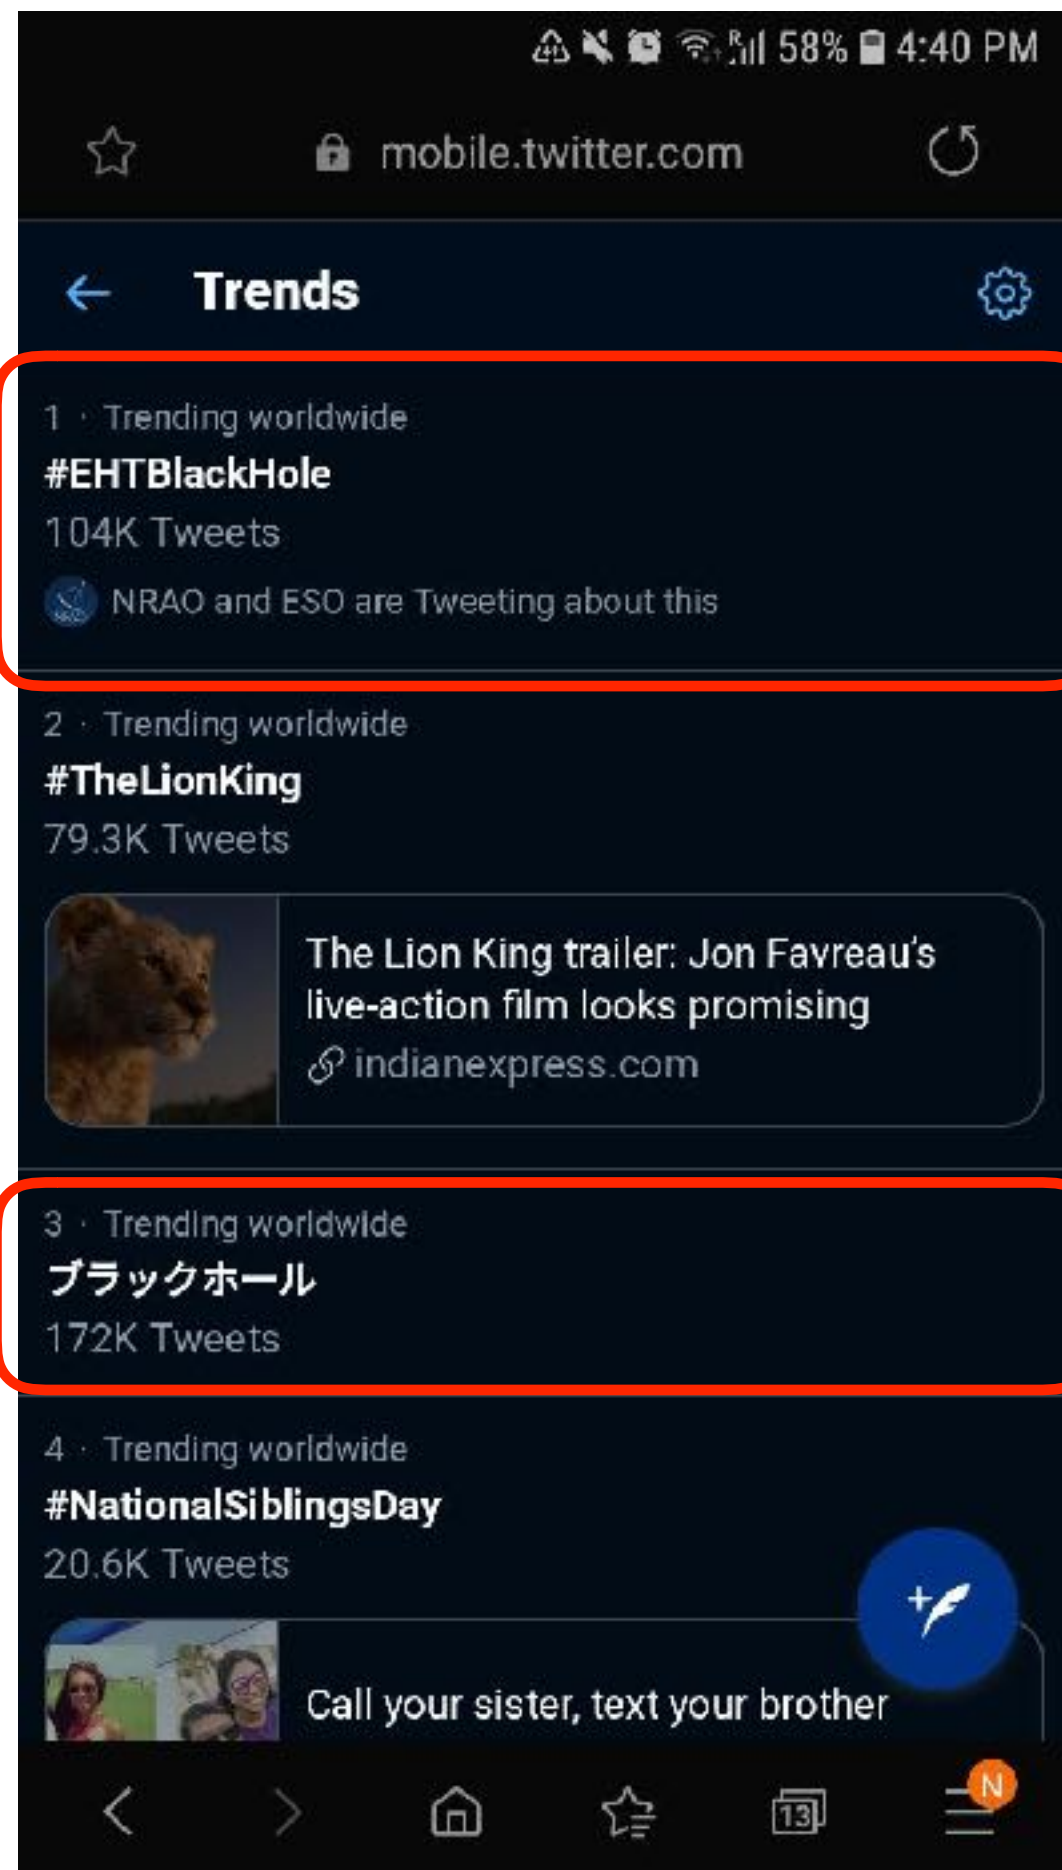 58% 4:40 PM
mobile.twitter.com
Trends
1 · Trending worldwide
#EHTBlackHole
104K Tweets
NRAO and ESO are Tweeting about this
2 · Trending worldwide
#TheLionKing
79.3K Tweets
The Lion King trailer: Jon Favreau's
live-action film looks promising
indianexpress.com
3 · Trending worldwide
ブラックホール
172K Tweets
4 · Trending worldwide
#NationalSiblingsDay
20.6K Tweets
Call your sister, text your brother
13
N